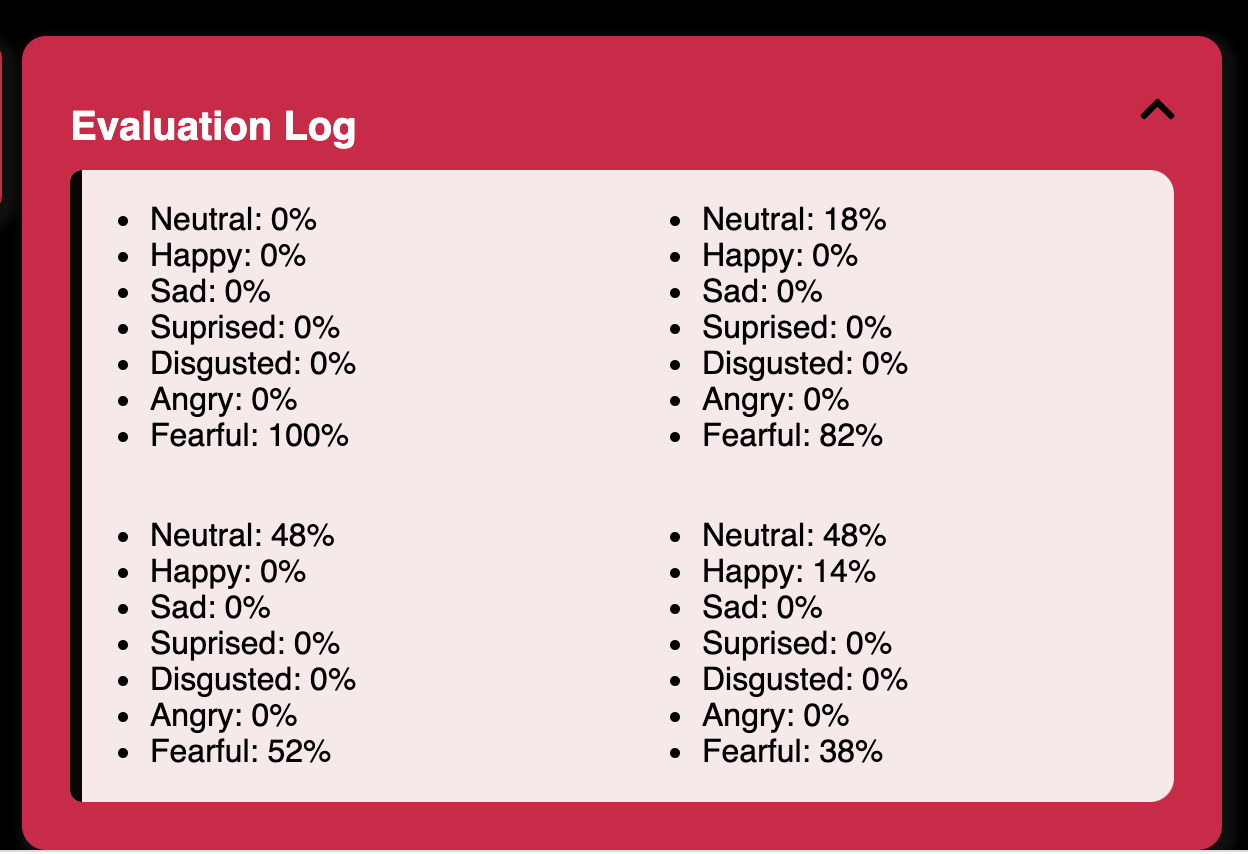 Evaluation Log
Neutral: 0%
Happy: 0%
Sad: 0%
Suprised: 0%
Disgusted: 0%
Angry: 0%
Fearful: 100%
Neutral: 18%
Happy: 0%
Sad: 0%
Suprised: 0%
Disgusted: 0%
Angry: 0%
Fearful: 82%
Neutral: 48%
Happy: 0%
Sad: 0%
Suprised: 0%
Disgusted: 0%
Angry: 0%
Fearful: 52%
Neutral: 48%
Happy: 14%
Sad: 0%
Suprised: 0%
Disgusted: 0%
Angry: 0%
Fearful: 38%